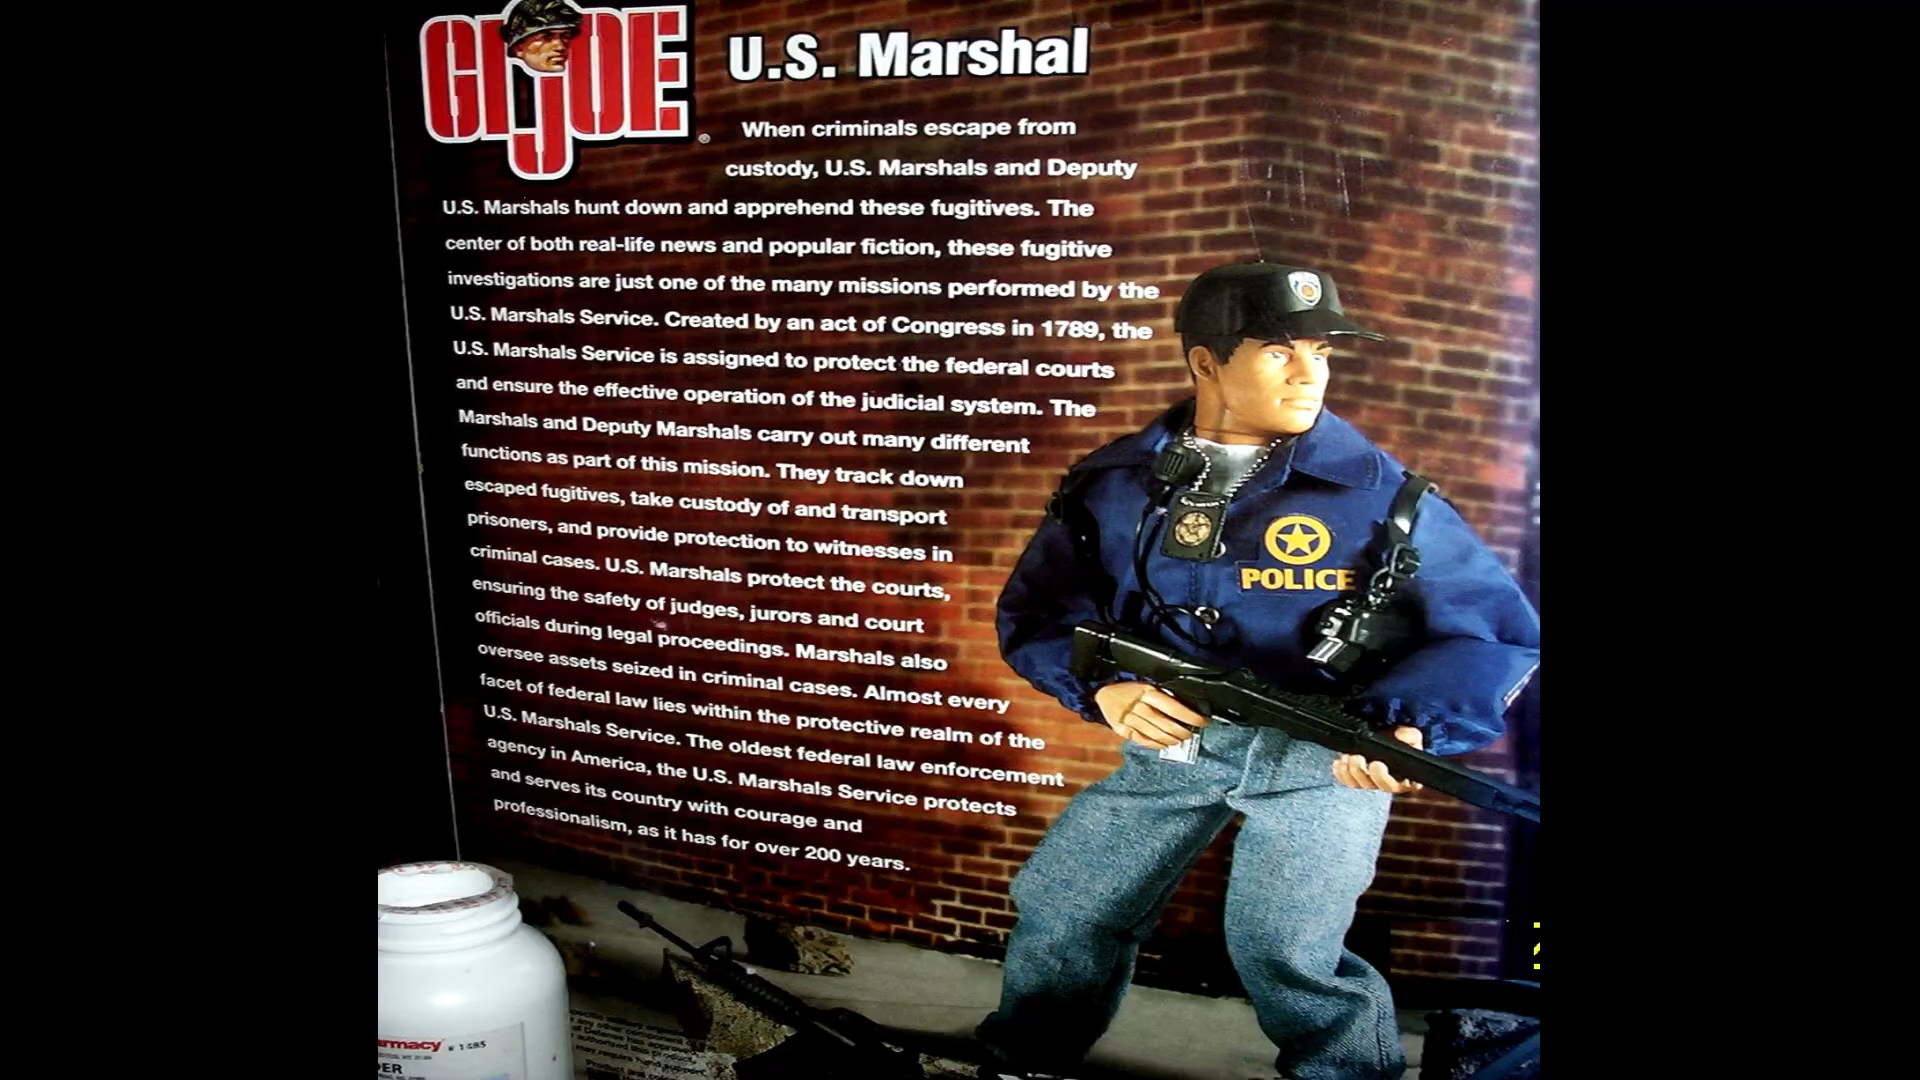 GI JOE
U.S. Marshal
When criminals escape from
custody, U.S. Marshals and Deputy
U.S. Marshals hunt down and apprehend these fugitives. The
center of both real-life news and popular fiction, these fugitive
investigations are just one of the many missions performed by the
U.S. Marshals Service. Created by an act of Congress in 1789, the
U.S. Marshals Service is assigned to protect the federal courts
and ensure the effective operation of the judicial system. The
Marshals and Deputy Marshals carry out many different
functions as part of this mission. They track down
escaped fugitives, take custody of and transport
prisoners, and provide protection to witnesses in
criminal cases. U.S. Marshals protect the courts,
ensuring the safety of judges, jurors and court
officials during legal proceedings. Marshals also
oversee assets seized in criminal cases. Almost every
facet of federal law lies within the protective realm of the
U.S. Marshals Service. The oldest federal law enforcement
agency in America, the U.S. Marshals Service protects
and serves its country with courage and
professionalism, as it has for over 200 years.
POLICE
armacy # 1485
DER